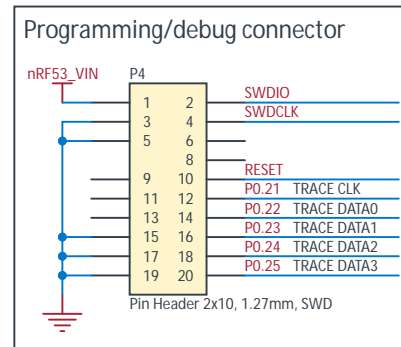 Programming/debug connector
nRF53_VIN
P4
1 2 SWDIO
3 4 SWDCLK
5 6
8
9 10 RESET
11 12 P0.21 TRACE CLK
13 14 P0.22 TRACE DATA0
15 16 P0.23 TRACE DATA1
17 18 P0.24 TRACE DATA2
19 20 P0.25 TRACE DATA3
Pin Header 2x10, 1.27mm, SWD